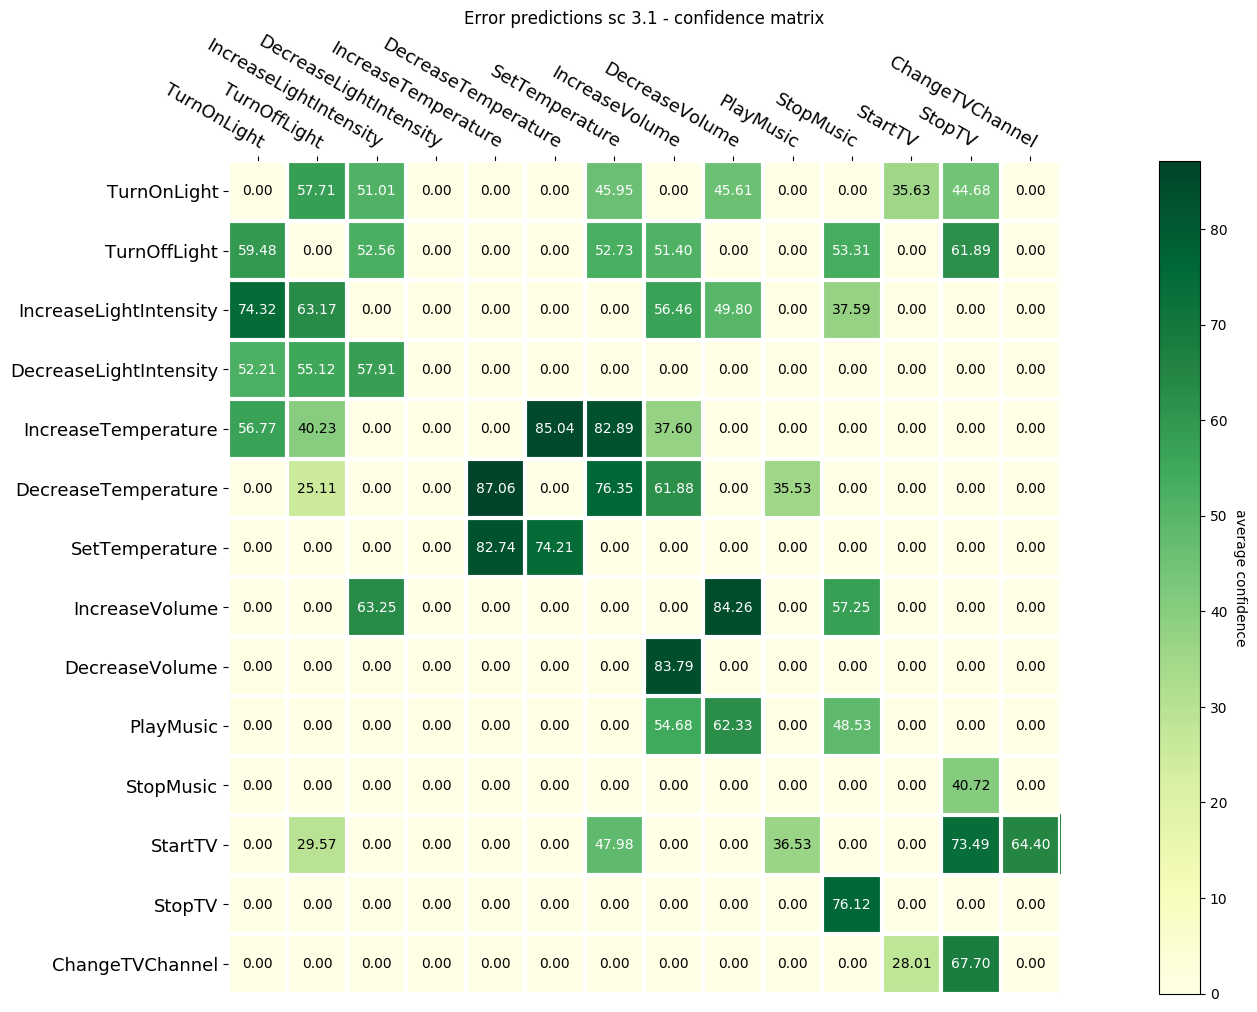 Error predictions sc 3.1 - confidence matrix
TurnOnLight
TurnOffLight
IncreaseLightIntensity
DecreaseLightIntensity
IncreaseTemperature
DecreaseTemperature
SetTemperature
IncreaseVolume
DecreaseVolume
PlayMusic
StopMusic
StartTV
StopTV
ChangeTVChannel
TurnOnLight 0.00 57.71 51.01 0.00 0.00 0.00 45.95 0.00 45.61 0.00 0.00 35.63 44.68 0.00
TurnOffLight 59.48 0.00 52.56 0.00 0.00 0.00 52.73 51.40 0.00 0.00 53.31 0.00 61.89 0.00
IncreaseLightIntensity 74.32 63.17 0.00 0.00 0.00 0.00 0.00 56.46 49.80 0.00 37.59 0.00 0.00 0.00
DecreaseLightIntensity 52.21 55.12 57.91 0.00 0.00 0.00 0.00 0.00 0.00 0.00 0.00 0.00 0.00 0.00
IncreaseTemperature 56.77 40.23 0.00 0.00 0.00 85.04 82.89 37.60 0.00 0.00 0.00 0.00 0.00 0.00
DecreaseTemperature 0.00 25.11 0.00 0.00 87.06 0.00 76.35 61.88 0.00 35.53 0.00 0.00 0.00 0.00
SetTemperature 0.00 0.00 0.00 0.00 82.74 74.21 0.00 0.00 0.00 0.00 0.00 0.00 0.00 0.00
IncreaseVolume 0.00 0.00 63.25 0.00 0.00 0.00 0.00 0.00 84.26 0.00 57.25 0.00 0.00 0.00
DecreaseVolume 0.00 0.00 0.00 0.00 0.00 0.00 0.00 83.79 0.00 0.00 0.00 0.00 0.00 0.00
PlayMusic 0.00 0.00 0.00 0.00 0.00 0.00 0.00 54.68 62.33 0.00 48.53 0.00 0.00 0.00
StopMusic 0.00 0.00 0.00 0.00 0.00 0.00 0.00 0.00 0.00 0.00 0.00 0.00 40.72 0.00
StartTV 0.00 29.57 0.00 0.00 0.00 0.00 47.98 0.00 0.00 36.53 0.00 0.00 73.49 64.40
StopTV 0.00 0.00 0.00 0.00 0.00 0.00 0.00 0.00 0.00 0.00 76.12 0.00 0.00 0.00
ChangeTVChannel 0.00 0.00 0.00 0.00 0.00 0.00 0.00 0.00 0.00 0.00 0.00 28.01 67.70 0.00
80
70
60
50
40
30
20
10
0
average confidence